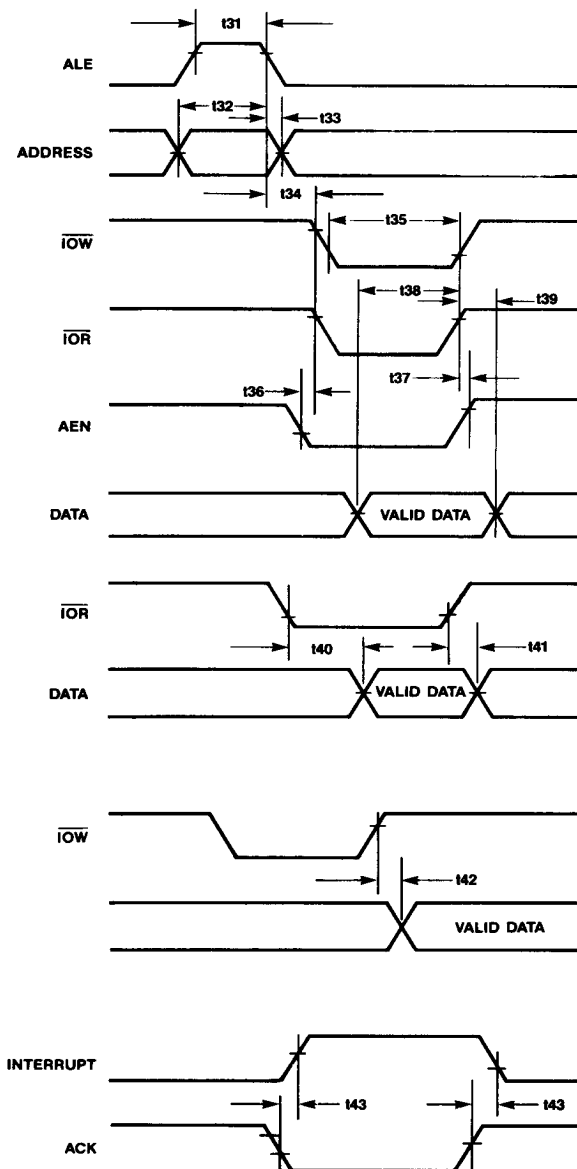 t31
ALE
t32
t33
ADDRESS
t34
IOW
t35
t38
t39
IOR
t36
t37
AEN
DATA
VALID DATA
IOR
t40
t41
DATA
VALID DATA
IOW
t42
VALID DATA
INTERRUPT
t43
t43
ACK